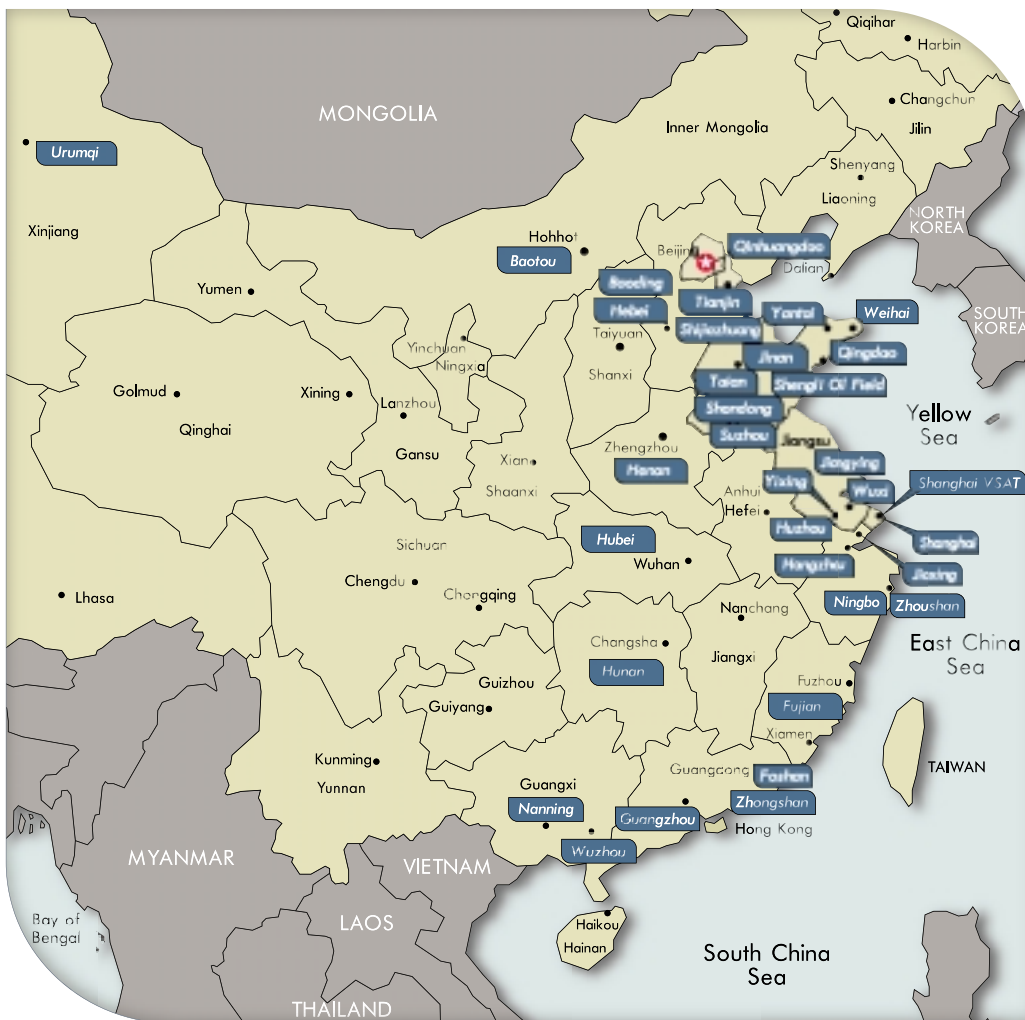 Qiqihar
Harbin
Changchun
Jilin
MONGOLIA
Inner Mongolia
Urumqi
Shenyang
Liaoning
NORTH
KOREA
Xinjiang
Hohhot
Baotou
Beijing
Qinhuangdao
Dalian
Yumen
Baoding
Hebei
Tianjin
Yantai
Weihai
SOUTH
KOREA
Taiyuan
Shijiazhuang
Yinchuan
Ningxia
Jinan
Qingdao
Shanxi
Golmud
Xining
Taian
Shengli Oil Field
Lanzhou
Shandong
Yellow
Sea
Qinghai
Suzhou
Jiangsu
Zhengzhou
Gansu
Henan
Xian
Jiangying
Shaanxi
Yixing
Wuxi
Shanghai VSAT
Anhui
Hefei
Huzhou
Shanghai
Hubei
Sichuan
Wuhan
Hangzhou
Jiaxing
Chengdu
Chongqing
Lhasa
Ningbo
Zhoushan
Nanchang
East China
Sea
Changsha
Jiangxi
Hunan
Guizhou
Fuzhou
Guiyang
Fujian
Xiamen
Kunming
Yunnan
Guangdong
TAIWAN
Guangxi
Foshan
Nanning
Zhongshan
Guangzhou
Hong Kong
Wuzhou
MYANMAR
VIETNAM
LAOS
Bay of
Bengal
Haikou
Hainan
South China
Sea
THAILAND